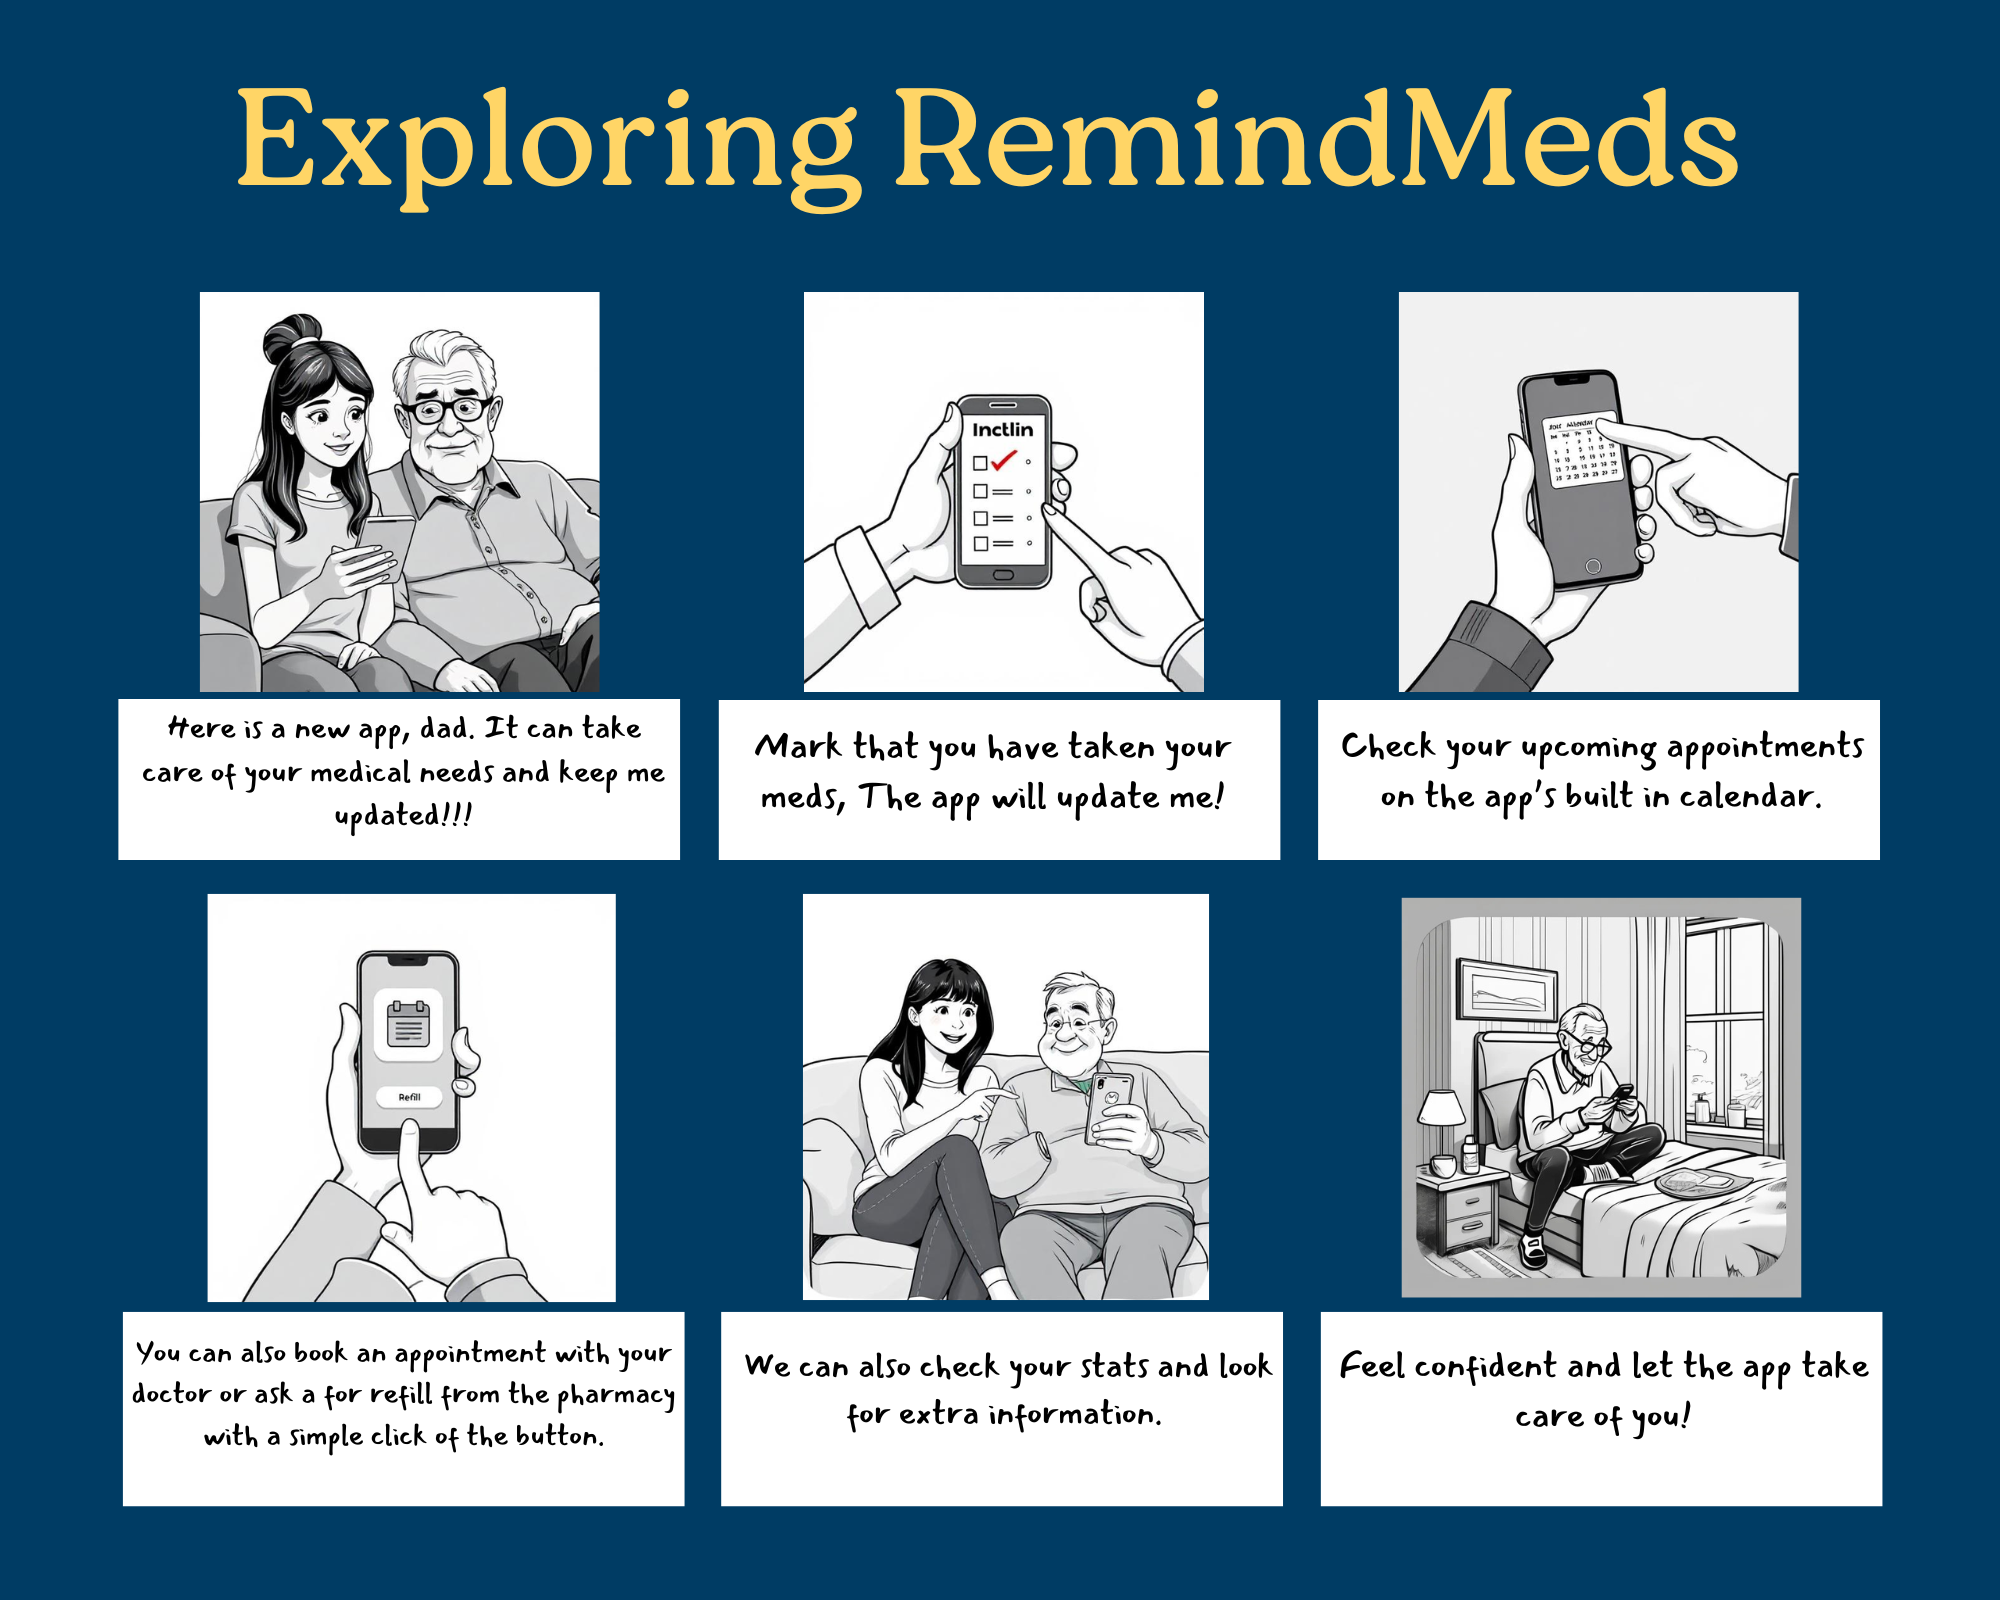 Exploring RemindMeds
Inctlin
Here is a new app, dad. It can take
care of your medical needs and keep me
updated!!!
Mark that you have taken your
meds, The app will update me!
Check your upcoming appointments
on the app's built in calendar.
Refill
You can also book an appointment with your
doctor or ask a for refill from the pharmacy
with a simple click of the button.
We can also check your stats and look
for extra information.
Feel confident and let the app take
care of you!